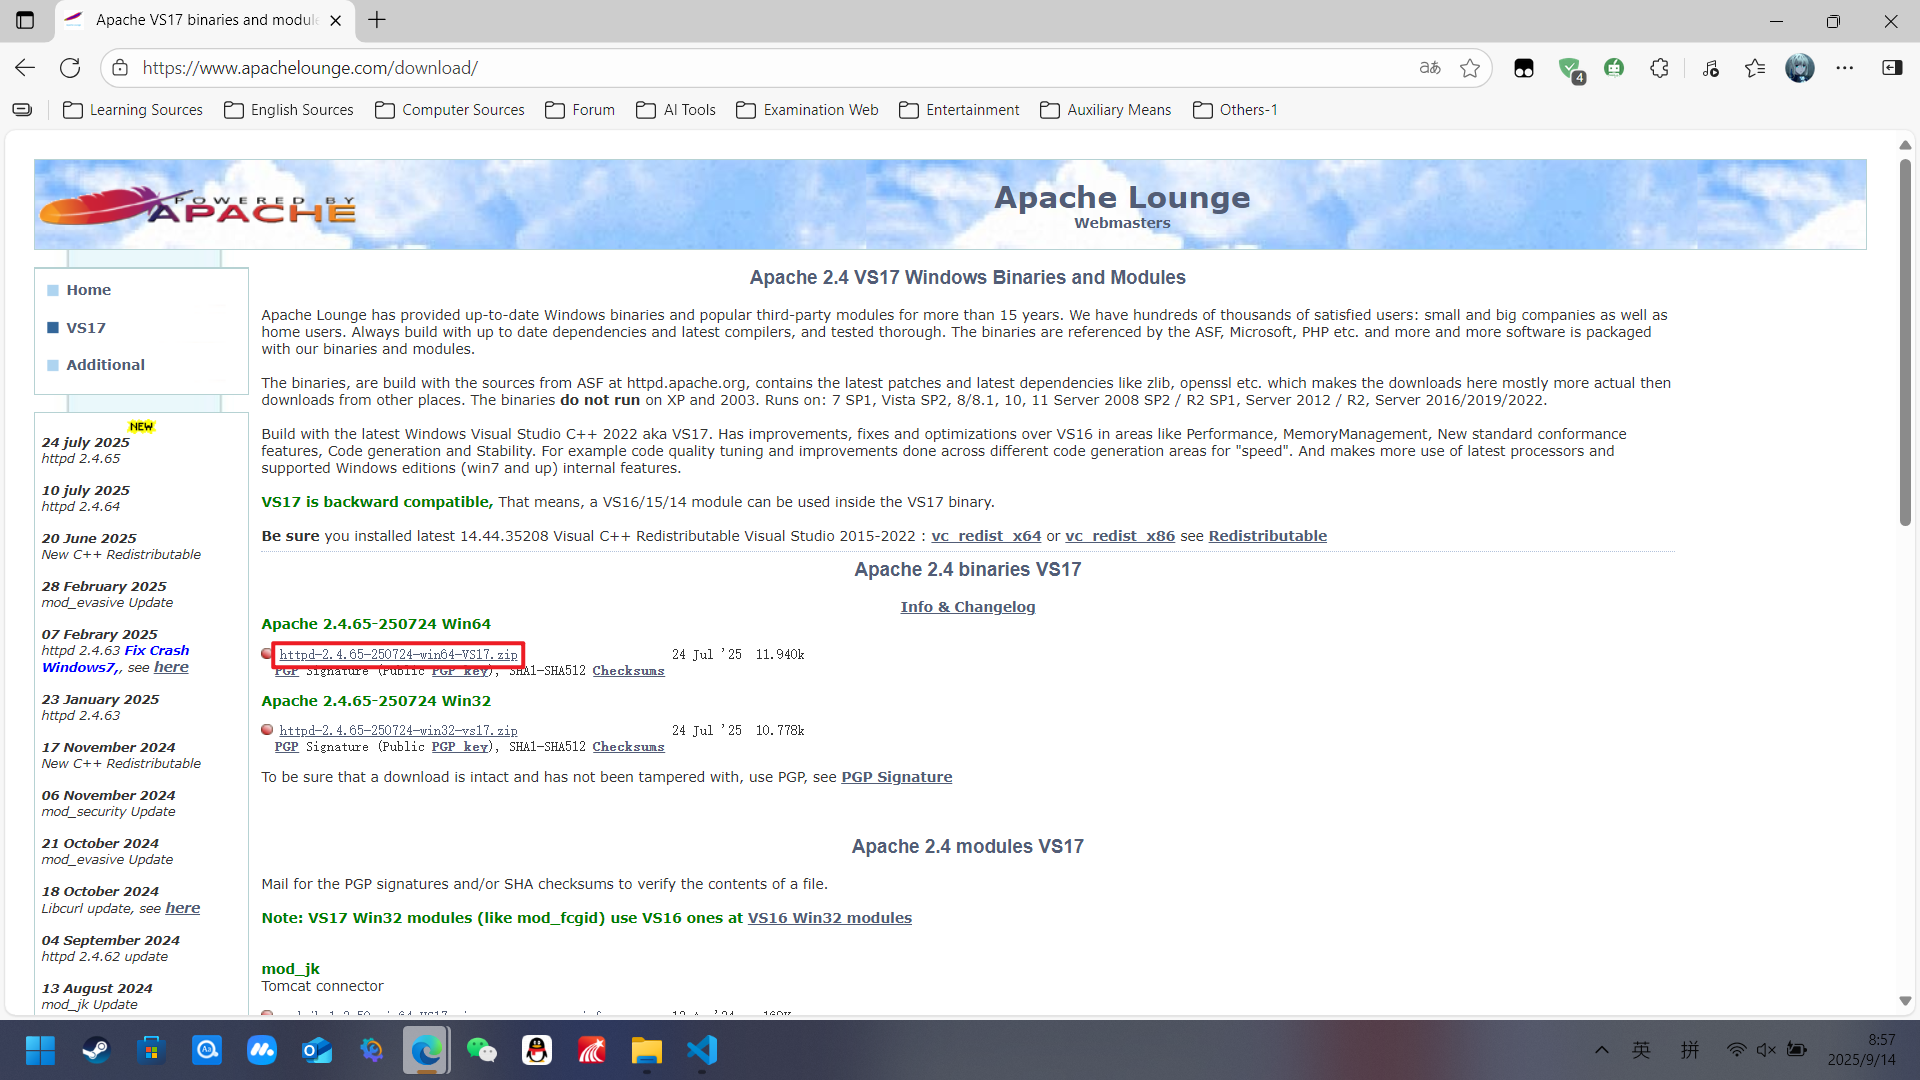 Apache VS17 binaries and module
https://www.apachelounge.com/download/
4
Learning Sources
English Sources
Computer Sources
Forum
AI Tools
Examination Web
Entertainment
Auxiliary Means
Others-1
POWERED BY
APACHE
Apache Lounge
Webmasters
Home
VS17
Additional
NEW
24 july 2025
httpd 2.4.65
10 july 2025
httpd 2.4.64
20 June 2025
New C++ Redistributable
28 February 2025
mod_evasive Update
07 Febrary 2025
httpd 2.4.63 Fix Crash
Windows7,, see here
23 January 2025
httpd 2.4.63
17 November 2024
New C++ Redistributable
06 November 2024
mod_security Update
21 October 2024
mod_evasive Update
18 October 2024
Libcurl update, see here
04 September 2024
httpd 2.4.62 update
13 August 2024
mod_jk Update
Apache 2.4 VS17 Windows Binaries and Modules
Apache Lounge has provided up-to-date Windows binaries and popular third-party modules for more than 15 years. We have hundreds of thousands of satisfied users: small and big companies as well as
home users. Always build with up to date dependencies and latest compilers, and tested thorough. The binaries are referenced by the ASF, Microsoft, PHP etc. and more and more software is packaged
with our binaries and modules.
The binaries, are build with the sources from ASF at httpd.apache.org, contains the latest patches and latest dependencies like zlib, openssl etc. which makes the downloads here mostly more actual then
downloads from other places. The binaries do not run on XP and 2003. Runs on: 7 SP1, Vista SP2, 8/8.1, 10, 11 Server 2008 SP2 / R2 SP1, Server 2012 / R2, Server 2016/2019/2022.
Build with the latest Windows Visual Studio C++ 2022 aka VS17. Has improvements, fixes and optimizations over VS16 in areas like Performance, MemoryManagement, New standard conformance
features, Code generation and Stability. For example code quality tuning and improvements done across different code generation areas for "speed". And makes more use of latest processors and
supported Windows editions (win7 and up) internal features.
VS17 is backward compatible, That means, a VS16/15/14 module can be used inside the VS17 binary.
Be sure you installed latest 14.44.35208 Visual C++ Redistributable Visual Studio 2015-2022 : vc_redist_x64 or vc_redist_x86 see Redistributable
Apache 2.4 binaries VS17
Info & Changelog
Apache 2.4.65-250724 Win64
httpd-2.4.65-250724-win64-VS17.zip 24 Jul '25 11.940k
PGP Signature (Public PGP key), SHA1-SHA512 Checksums
Apache 2.4.65-250724 Win32
httpd-2.4.65-250724-win32-vs17.zip 24 Jul '25 10.778k
PGP Signature (Public PGP key), SHA1-SHA512 Checksums
To be sure that a download is intact and has not been tampered with, use PGP, see PGP Signature
Apache 2.4 modules VS17
Mail for the PGP signatures and/or SHA checksums to verify the contents of a file.
Note: VS17 Win32 modules (like mod_fcgid) use VS16 ones at VS16 Win32 modules
mod_jk
Tomcat connector
英
拼
8:57
2025/9/14